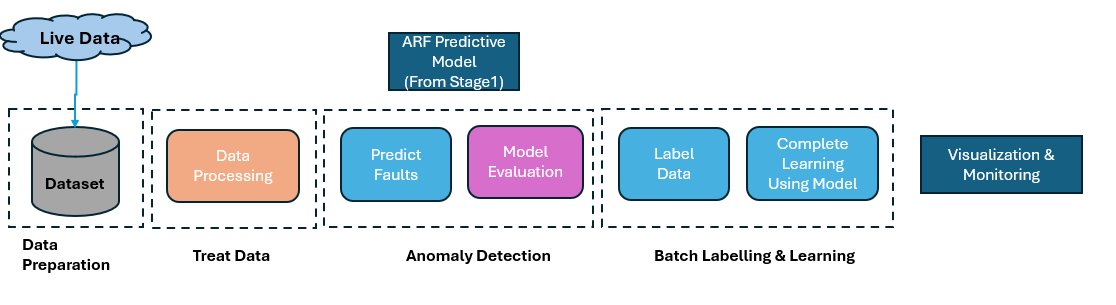 Live Data
ARF Predictive
Model
(From Stage1)
Dataset
Data
Processing
Predict
Faults
Model
Evaluation
Label
Data
Complete
Learning
Using Model
Visualization &
Monitoring
Data
Preparation
Treat Data
Anomaly Detection
Batch Labelling & Learning